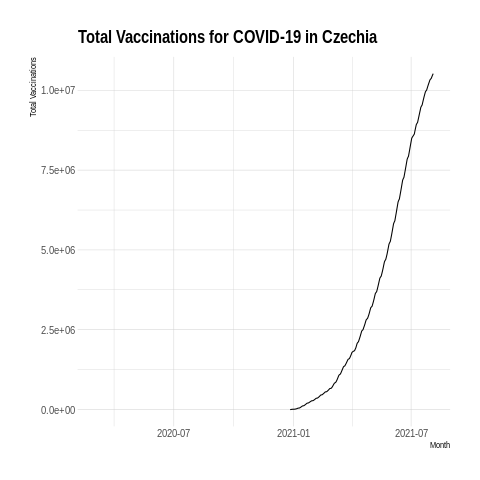 Total Vaccinations for COVID-19 in Czechia
Total Vaccinations
1.0e+07
7.5e+06
5.0e+06
2.5e+06
0.0e+00
2020-07
2021-01
2021-07
Month